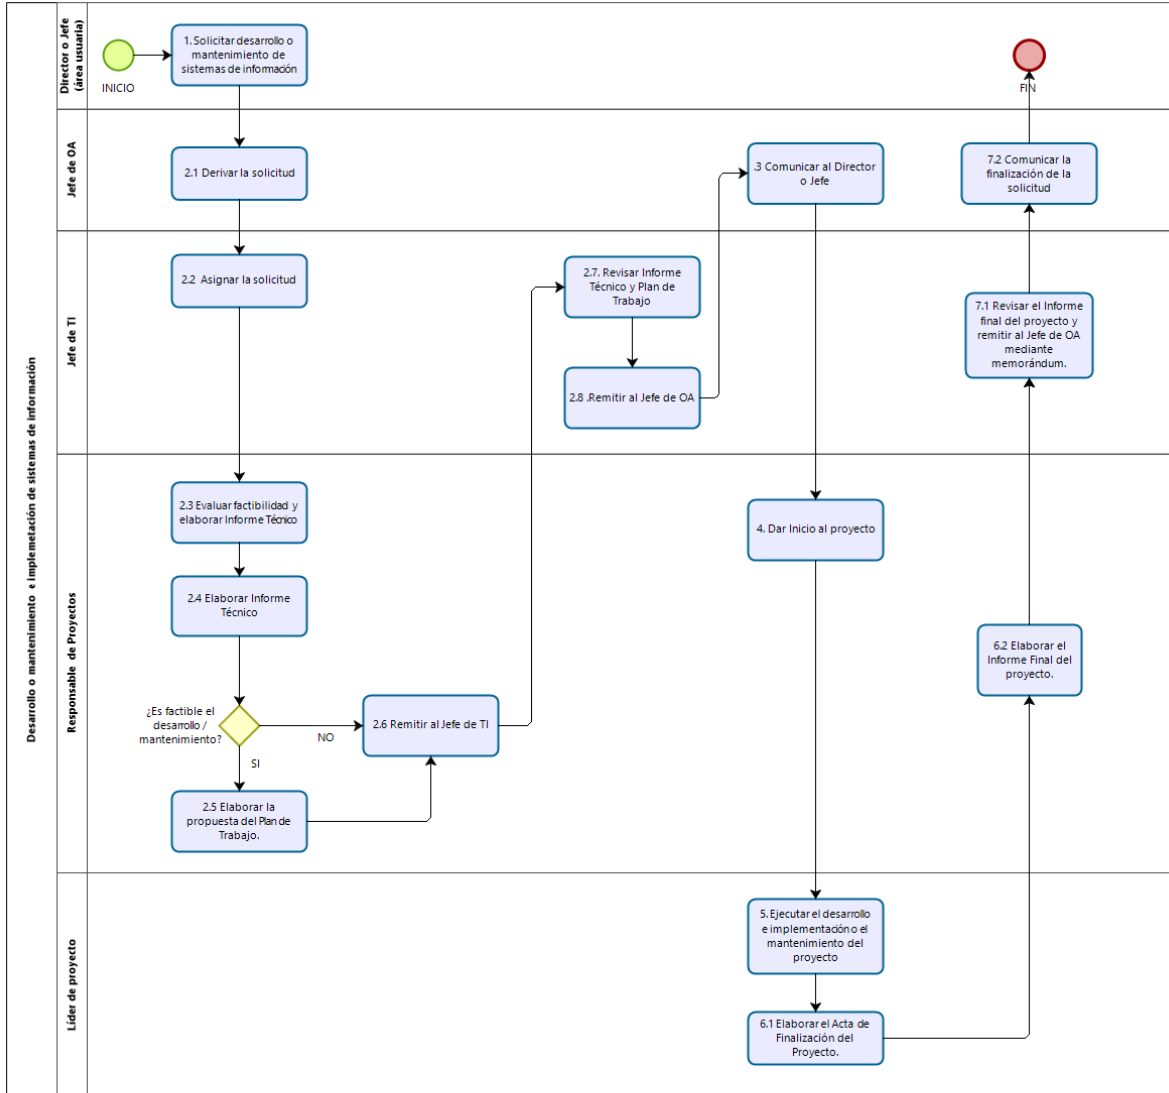 Desarrollo o mantenimiento e implemetación de sistemas de información
Director o Jefe
(área usuaria)
INICIO
1. Solicitar desarrollo o
mantenimiento de
sistemas de información
FIN
Jefe de OA
2.1 Derivar la solicitud
.3 Comunicar al Director
o Jefe
7.2 Comunicar la
finalización de la
solicitud
Jefe de TI
2.2 Asignar la solicitud
2.7. Revisar Informe
Técnico y Plan de
Trabajo
2.8 .Remitir al Jefe de OA
7.1 Revisar el Informe
final del proyecto y
remitir al Jefe de OA
mediante
memorándum.
Responsable de Proyectos
2.3 Evaluar factibilidad y
elaborar Informe Técnico
2.4 Elaborar Informe
Técnico
¿Es factible el
desarrollo /
mantenimiento?
NO
SI
2.5 Elaborar la
propuesta del Plan de
Trabajo.
2.6 Remitir al Jefe de TI
4. Dar Inicio al proyecto
6.2 Elaborar el
Informe Final del
proyecto.
Líder de proyecto
5. Ejecutar el desarrollo
e implementación o el
mantenimiento del
proyecto
6.1 Elaborar el Acta de
Finalización del
Proyecto.